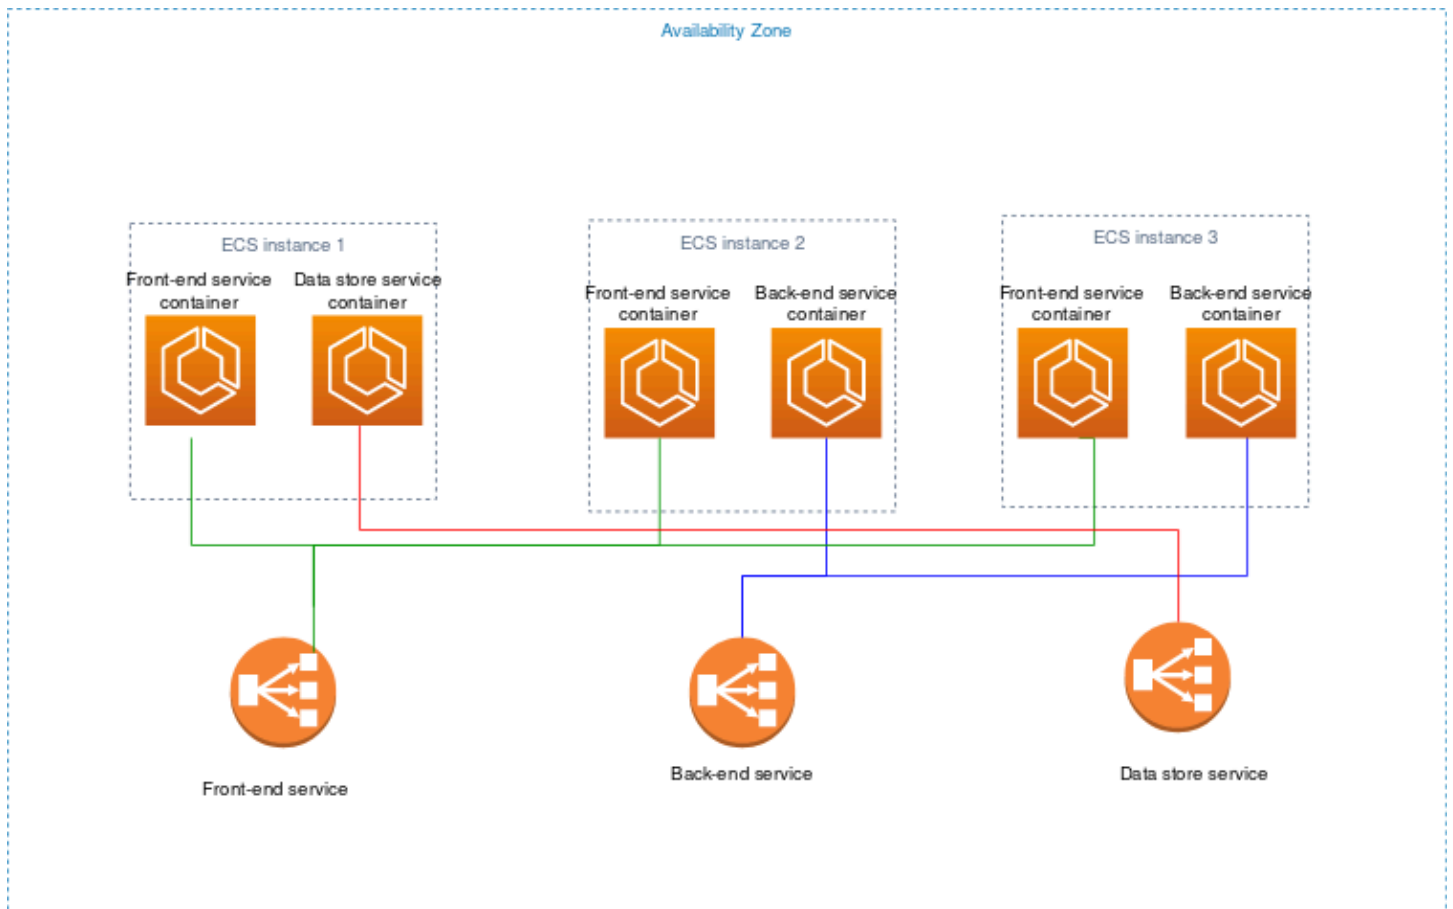 Availability Zone
ECS instance 1
Front-end service
container
Data store service
container
ECS instance 2
Front-end service
container
Back-end service
container
ECS instance 3
Front-end service
container
Back-end service
container
Front-end service
Back-end service
Data store service